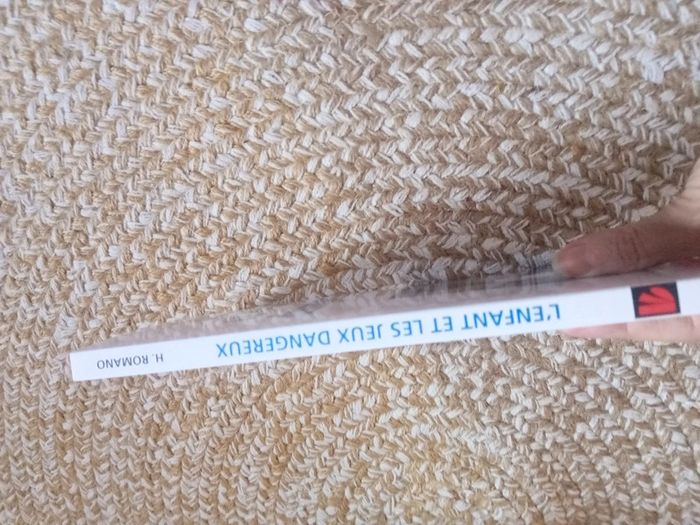 L'ENFANT ET LES JEUX DANGEREUX
H. ROMANO